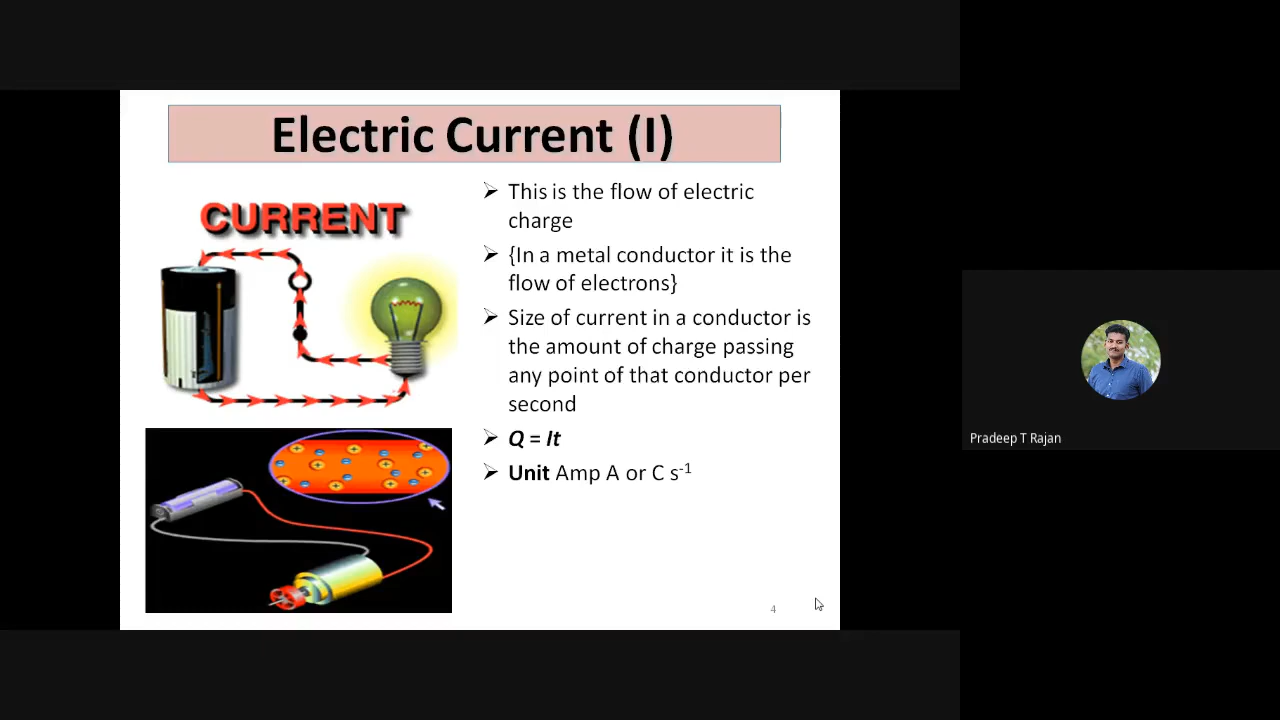 Electric Current (I)
CURRENT
➢ This is the flow of electric
charge
➢ {In a metal conductor it is the
flow of electrons}
➢ Size of current in a conductor is
the amount of charge passing
any point of that conductor per
second
➢ Q = It
➢ Unit Amp A or C s⁻¹
4
Pradeep T Rajan